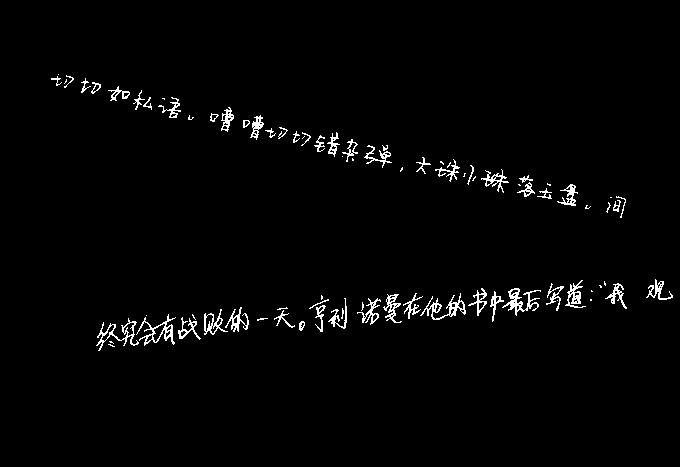 切切如私语。嘈嘈切切错杂弹，大珠小珠落玉盘。间
终究会有战败的一天。亨利诺曼在他的书中最后写道：“我观